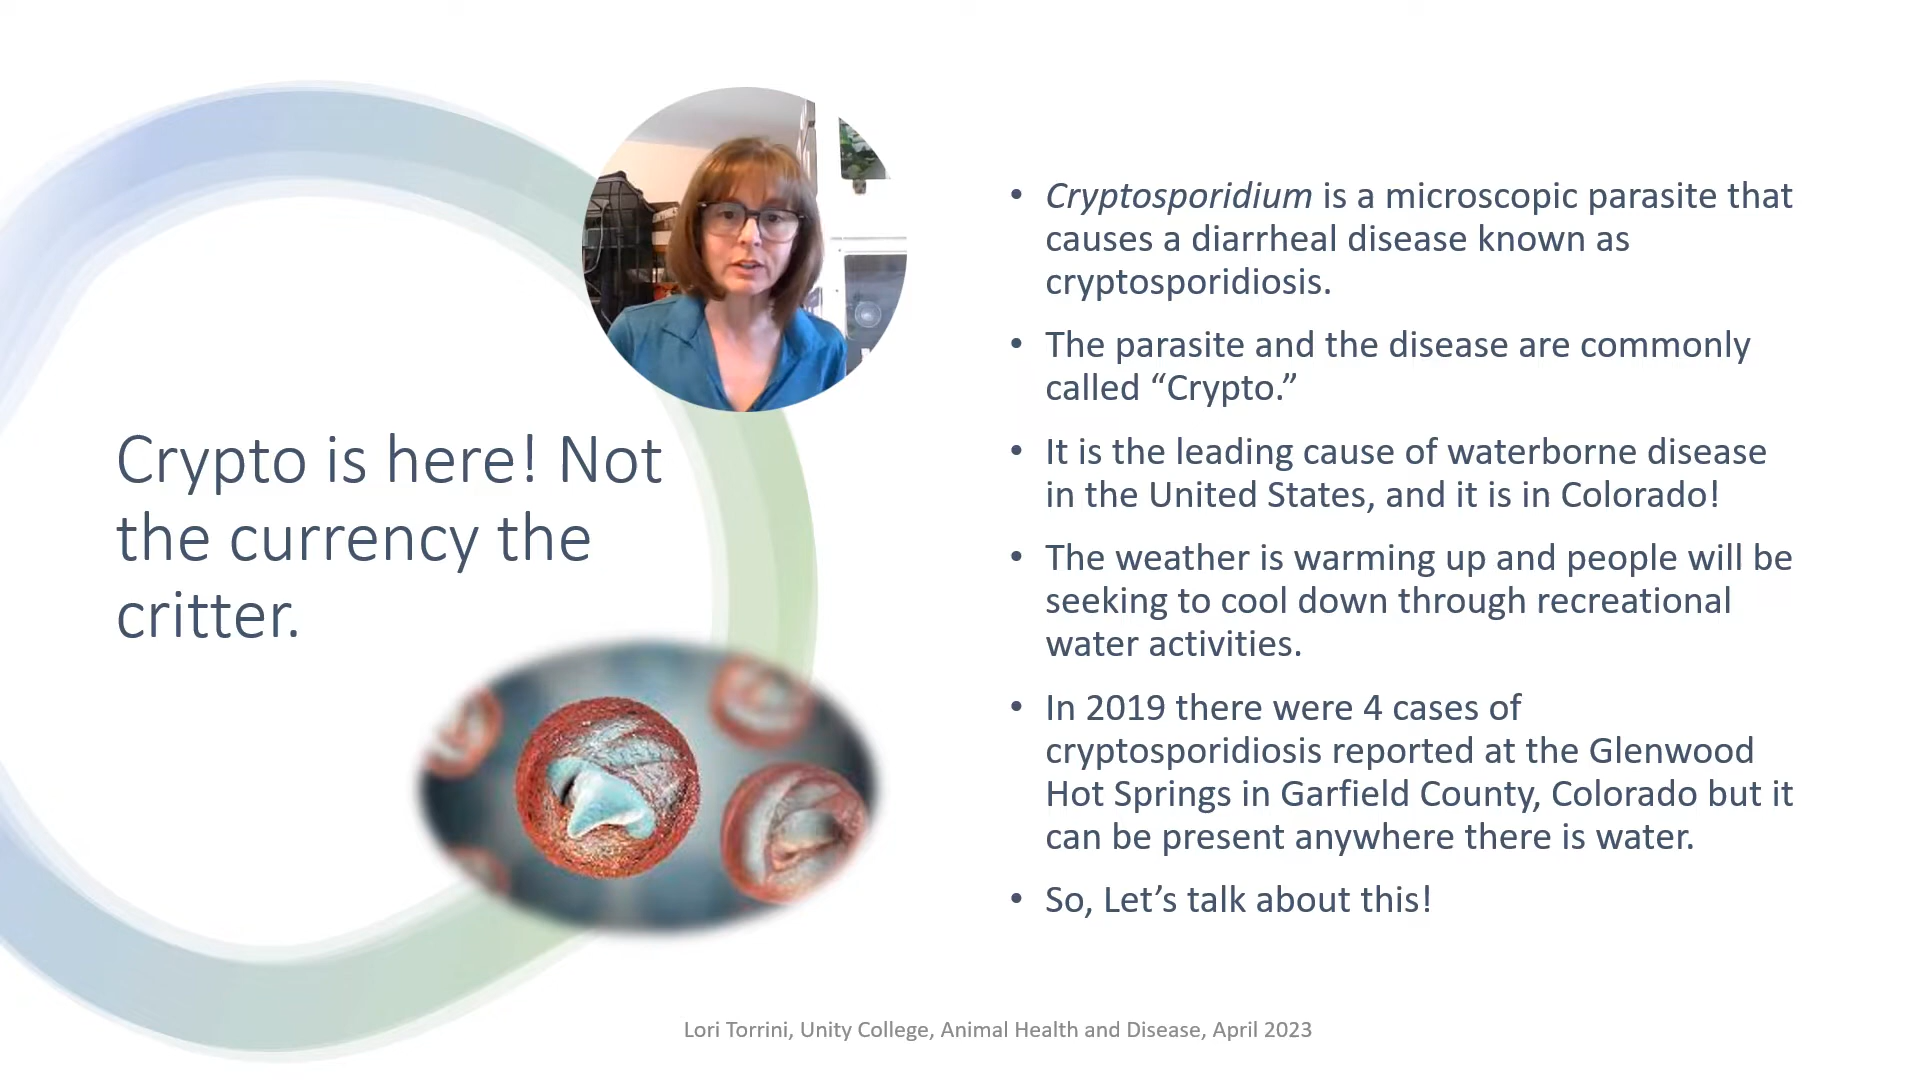 Crypto is here! Not
the currency the
critter.
• Cryptosporidium is a microscopic parasite that
causes a diarrheal disease known as
cryptosporidiosis.
• The parasite and the disease are commonly
called “Crypto.”
• It is the leading cause of waterborne disease
in the United States, and it is in Colorado!
• The weather is warming up and people will be
seeking to cool down through recreational
water activities.
• In 2019 there were 4 cases of
cryptosporidiosis reported at the Glenwood
Hot Springs in Garfield County, Colorado but it
can be present anywhere there is water.
• So, Let’s talk about this!
Lori Torrini, Unity College, Animal Health and Disease, April 2023